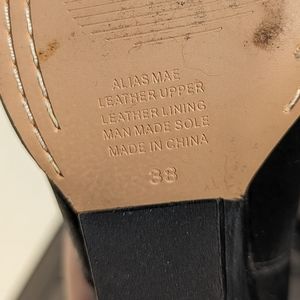 ALIAS MAE
LEATHER UPPER
LEATHER LINING
MAN MADE SOLE
MADE IN CHINA
38